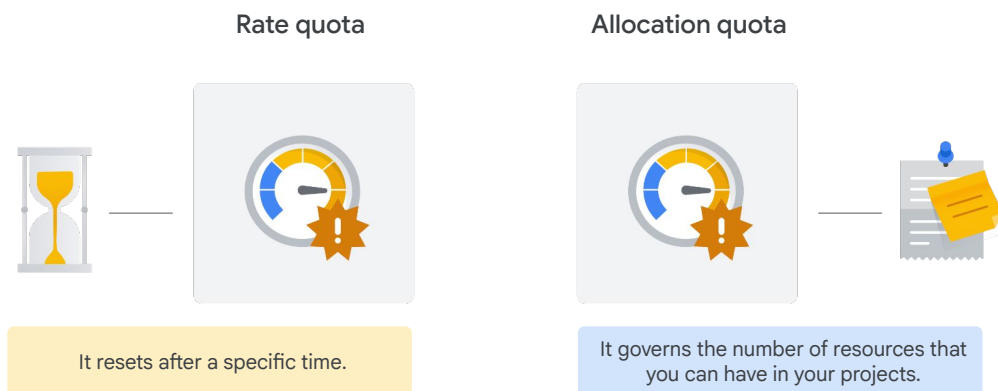 Rate quota
Allocation quota
It resets after a specific time.
It governs the number of resources that
you can have in your projects.